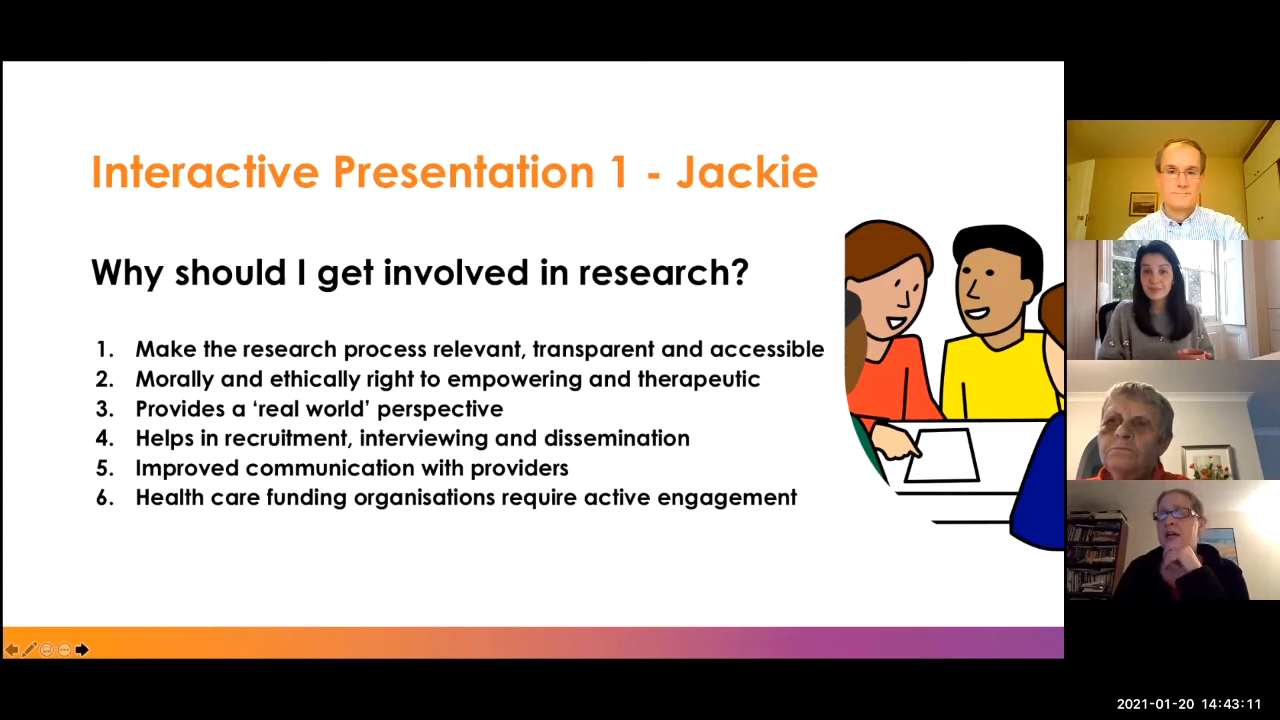 Interactive Presentation 1 - Jackie
Why should I get involved in research?
1. Make the research process relevant, transparent and accessible
2. Morally and ethically right to empowering and therapeutic
3. Provides a ‘real world’ perspective
4. Helps in recruitment, interviewing and dissemination
5. Improved communication with providers
6. Health care funding organisations require active engagement
2021-01-20 14:43:11